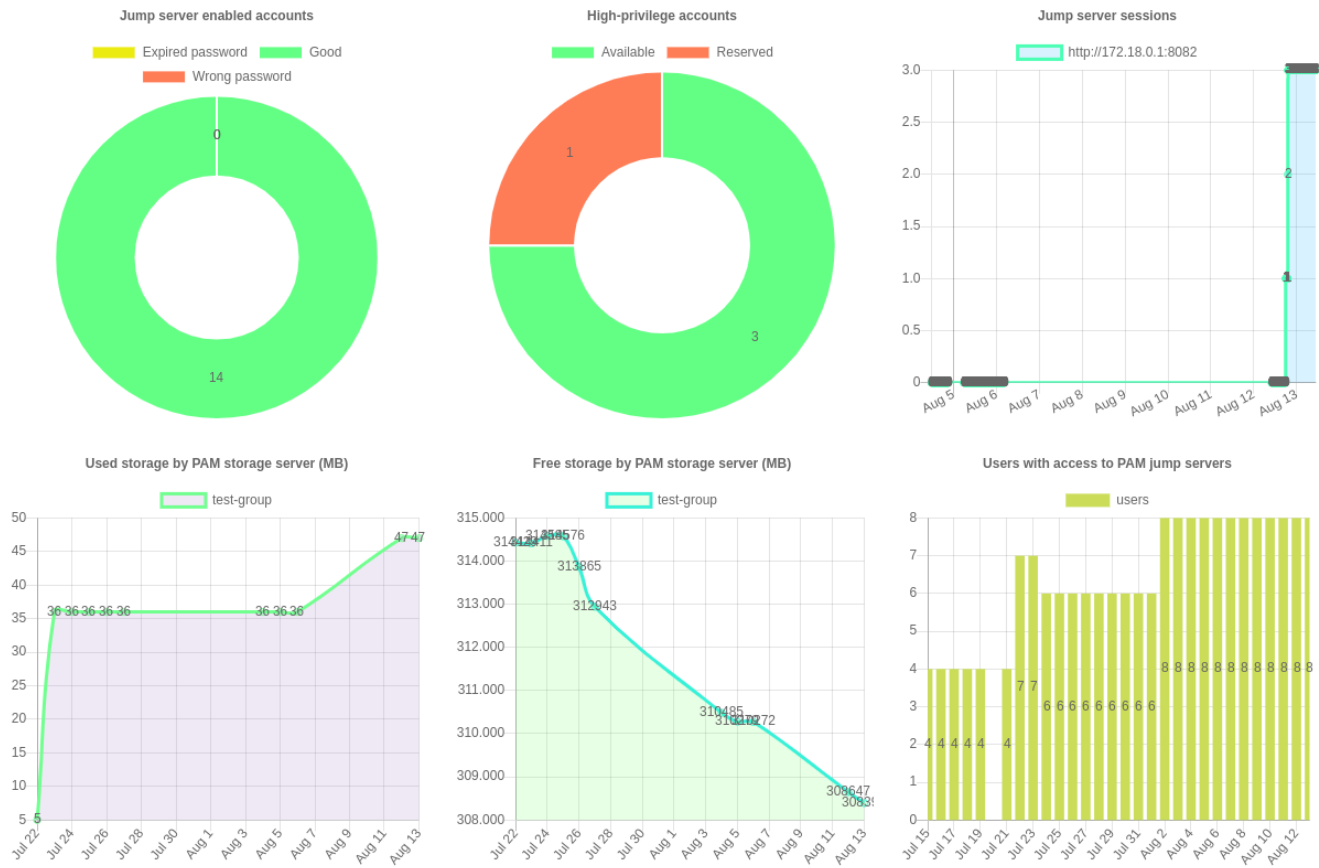 Jump server enabled accounts
Expired password Good
Wrong password
0
14
High-privilege accounts
Available Reserved
1
3
Jump server sessions
http://172.18.0.1:8082
3.0
2.5
2.0
2
1.5
1.0
1
0.5
0
Aug 5 Aug 6 Aug 7 Aug 8 Aug 9 Aug 10 Aug 11 Aug 12 Aug 13
Used storage by PAM storage server (MB)
test-group
50
45
40
35
30
25
20
15
10
5
5
36 36 36 36 36 36 36 36 47 47
Jul 22 Jul 24 Jul 26 Jul 28 Jul 30 Aug 1 Aug 3 Aug 5 Aug 7 Aug 9 Aug 11 Aug 13
Free storage by PAM storage server (MB)
test-group
315.000
314.000
313.000
312.000
311.000
310.000
309.000
308.000
313865
312943
310485
308647
Jul 22 Jul 24 Jul 26 Jul 28 Jul 30 Aug 1 Aug 3 Aug 5 Aug 7 Aug 9 Aug 11 Aug 13
Users with access to PAM jump servers
users
8
7
6
5
4
3
2
1
0
4 4 4 4 4 4 7 7 6 6 6 6 6 6 6 6 6 8 8 8 8 8 8 8 8 8 8 8 8
Jul 15 Jul 17 Jul 19 Jul 21 Jul 23 Jul 25 Jul 27 Jul 29 Jul 31 Aug 2 Aug 4 Aug 6 Aug 8 Aug 10 Aug 12